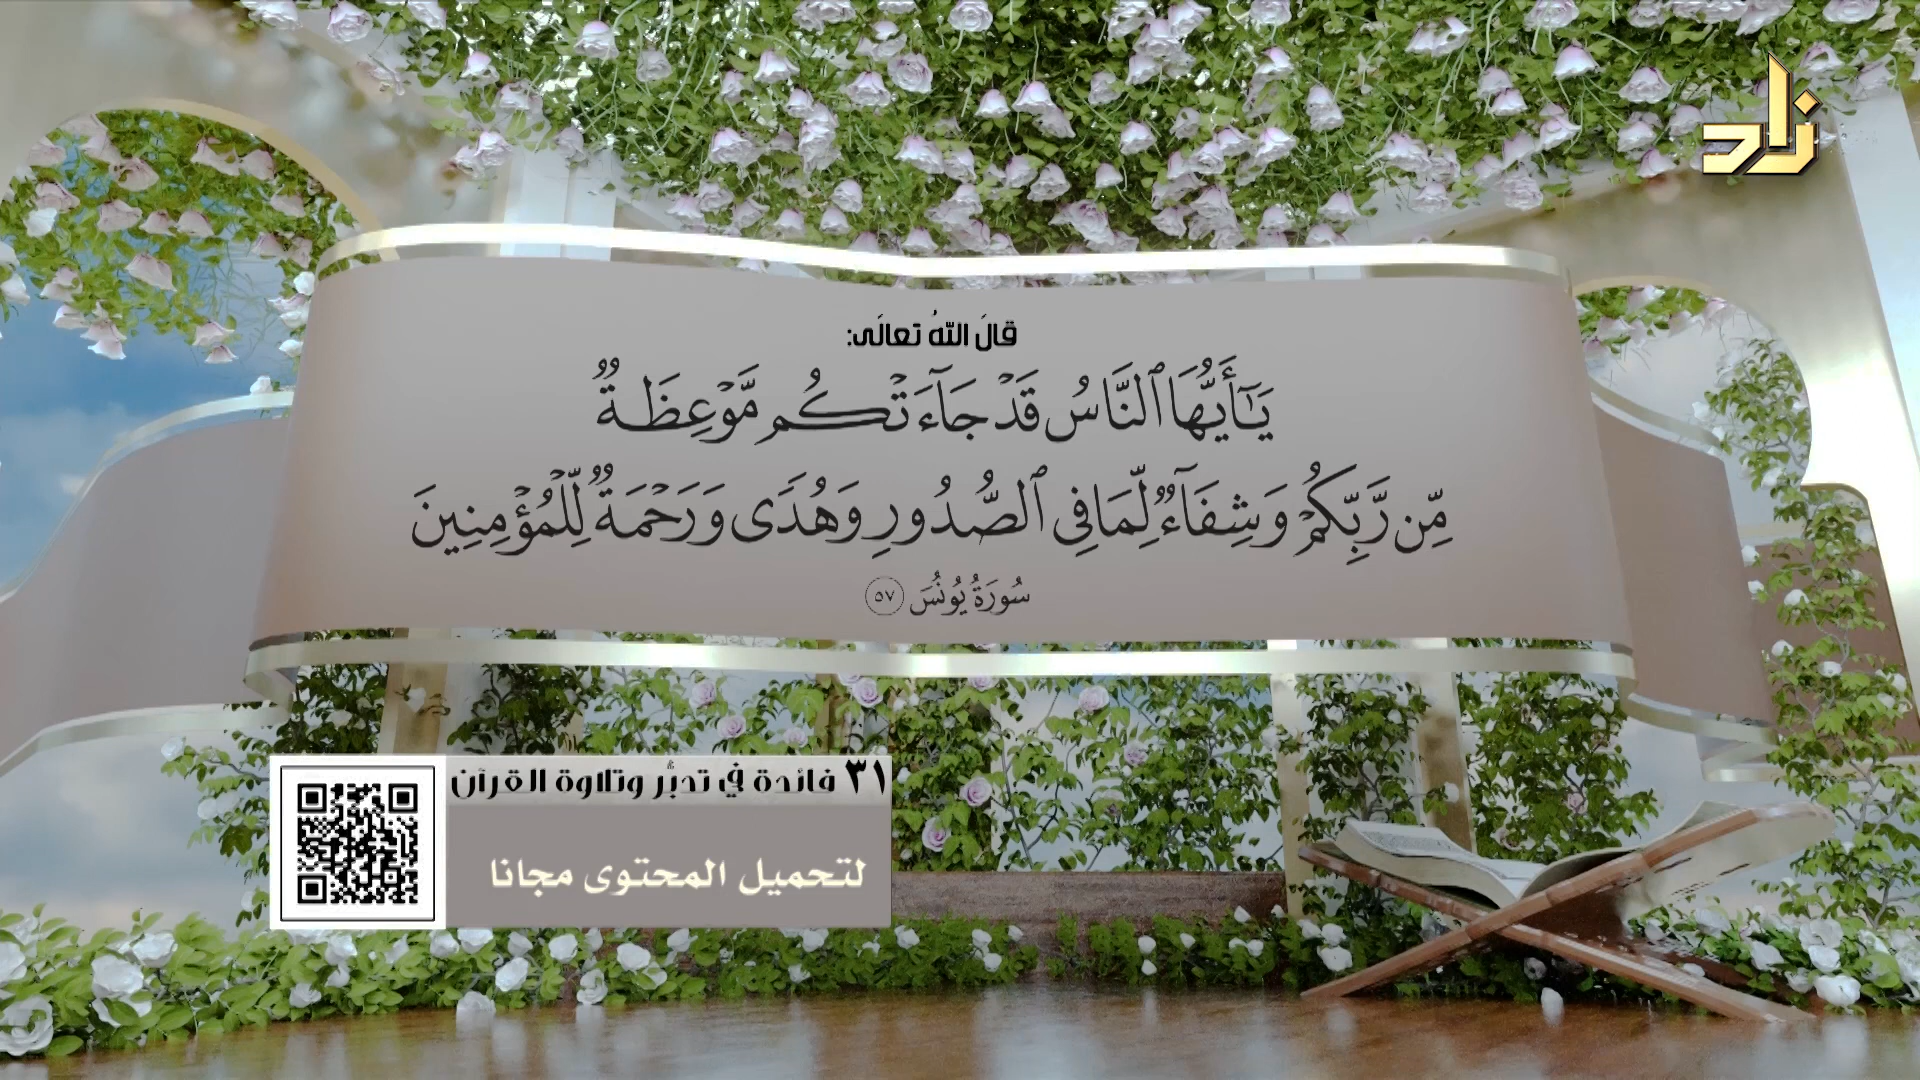 زاد
قالَ اللهُ تعالَى:
يَـٰٓأَيُّهَا ٱلنَّاسُ قَدْ جَآءَتْكُم مَّوْعِظَةٌ
مِّن رَّبِّكُمْ وَشِفَآءٌ لِّمَا فِى ٱلصُّدُورِ وَهُدًى وَرَحْمَةٌ لِّلْمُؤْمِنِينَ
سُورَةُ يُونُسَ ٥٧
٣١ فائدة في تدبُّر وتلاوة القرآن
لتحميل المحتوى مجانا